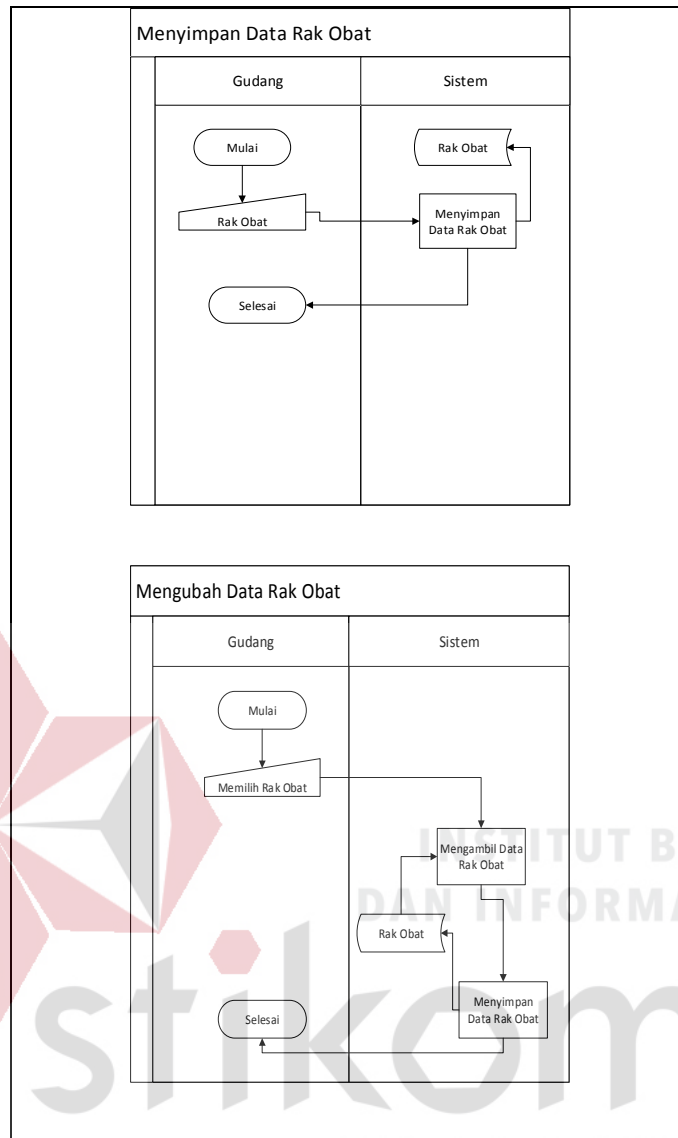 Menyimpan Data Rak Obat
Gudang
Sistem
Mulai
Rak Obat
Rak Obat
Menyimpan
Data Rak Obat
Selesai
Mengubah Data Rak Obat
Gudang
Sistem
Mulai
Memilih Rak Obat
Mengambil Data
Rak Obat
INSTITUT B
DAN INFORMA
Rak Obat
Menyimpan
Data Rak Obat
Selesai
stikom